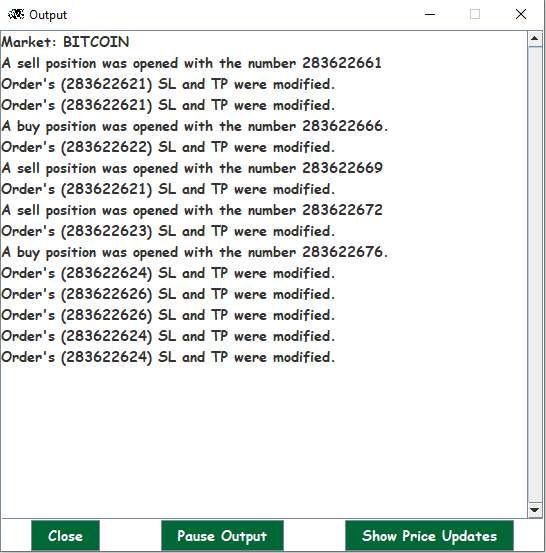 Output
Market: BITCOIN
A sell position was opened with the number 283622661
Order's (283622621) SL and TP were modified.
Order's (283622621) SL and TP were modified.
A buy position was opened with the number 283622666.
Order's (283622622) SL and TP were modified.
A sell position was opened with the number 283622669
Order's (283622621) SL and TP were modified.
A sell position was opened with the number 283622672
Order's (283622623) SL and TP were modified.
A buy position was opened with the number 283622676.
Order's (283622624) SL and TP were modified.
Order's (283622626) SL and TP were modified.
Order's (283622626) SL and TP were modified.
Order's (283622624) SL and TP were modified.
Order's (283622624) SL and TP were modified.
Close
Pause Output
Show Price Updates